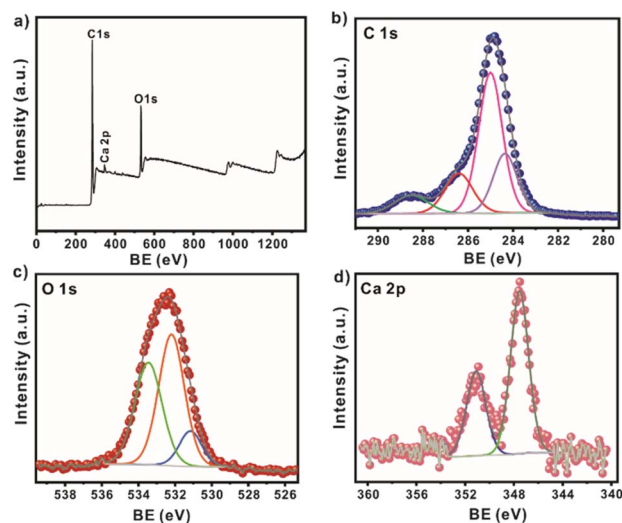 a)
C1s
Ca 2p
O1s
Intensity (a.u.)
0 200 400 600 800 1000 1200
BE (eV)
b)
C 1s
Intensity (a.u.)
290 288 286 284 282 280
BE (eV)
c)
O 1s
Intensity (a.u.)
538 536 534 532 530 528 526
BE (eV)
d)
Ca 2p
Intensity (a.u.)
360 356 352 348 344 340
BE (eV)